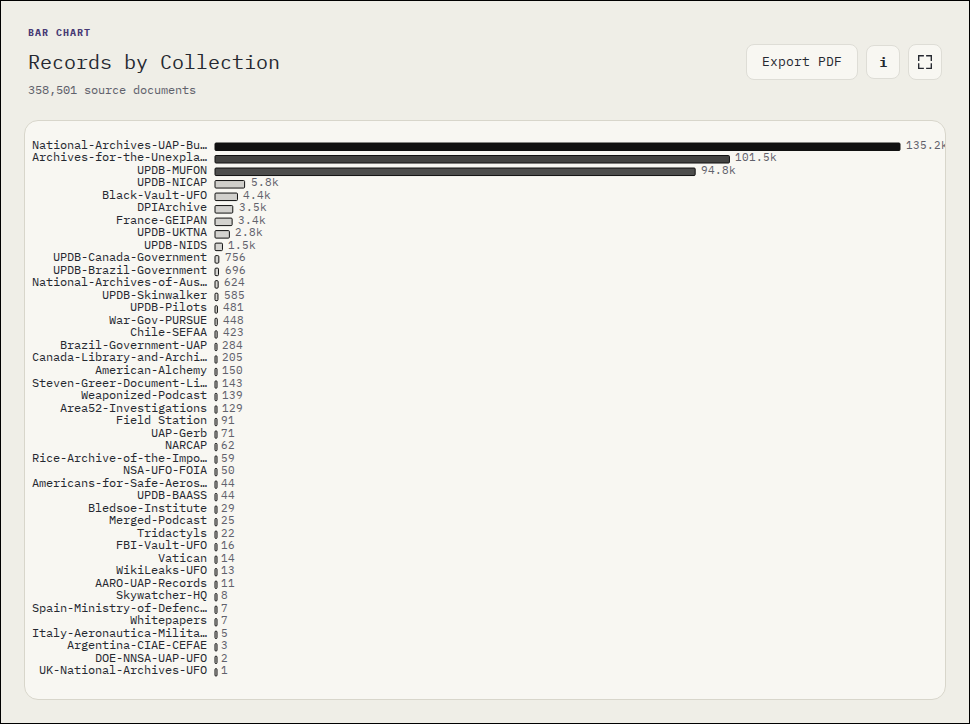 BAR CHART
Records by Collection
358,501 source documents
Export PDF
i
National-Archives-UAP-Bu… 135.2k
Archives-for-the-Unexpla… 101.5k
UPDB-MUFON 94.8k
UPDB-NICAP 5.8k
Black-Vault-UFO 4.4k
DPIArchive 3.5k
France-GEIPAN 3.4k
UPDB-UKTNA 2.8k
UPDB-NIDS 1.5k
UPDB-Canada-Government 756
UPDB-Brazil-Government 696
National-Archives-of-Aus… 624
UPDB-Skinwalker 585
UPDB-Pilots 481
War-Gov-PURSUE 448
Chile-SEFAA 423
Brazil-Government-UAP 284
Canada-Library-and-Archi… 205
American-Alchemy 150
Steven-Greer-Document-Li… 143
Weaponized-Podcast 139
Area52-Investigations 129
Field Station 91
UAP-Gerb 71
NARCAP 62
Rice-Archive-of-the-Impo… 59
NSA-UFO-FOIA 50
Americans-for-Safe-Aeros… 44
UPDB-BAASS 44
Bledsoe-Institute 29
Merged-Podcast 25
Tridactyls 22
FBI-Vault-UFO 16
Vatican 14
WikiLeaks-UFO 13
AARO-UAP-Records 11
Skywatcher-HQ 8
Spain-Ministry-of-Defenc… 7
Whitepapers 7
Italy-Aeronautica-Milita… 5
Argentina-CIAE-CEFAE 3
DOE-NNSA-UAP-UFO 2
UK-National-Archives-UFO 1